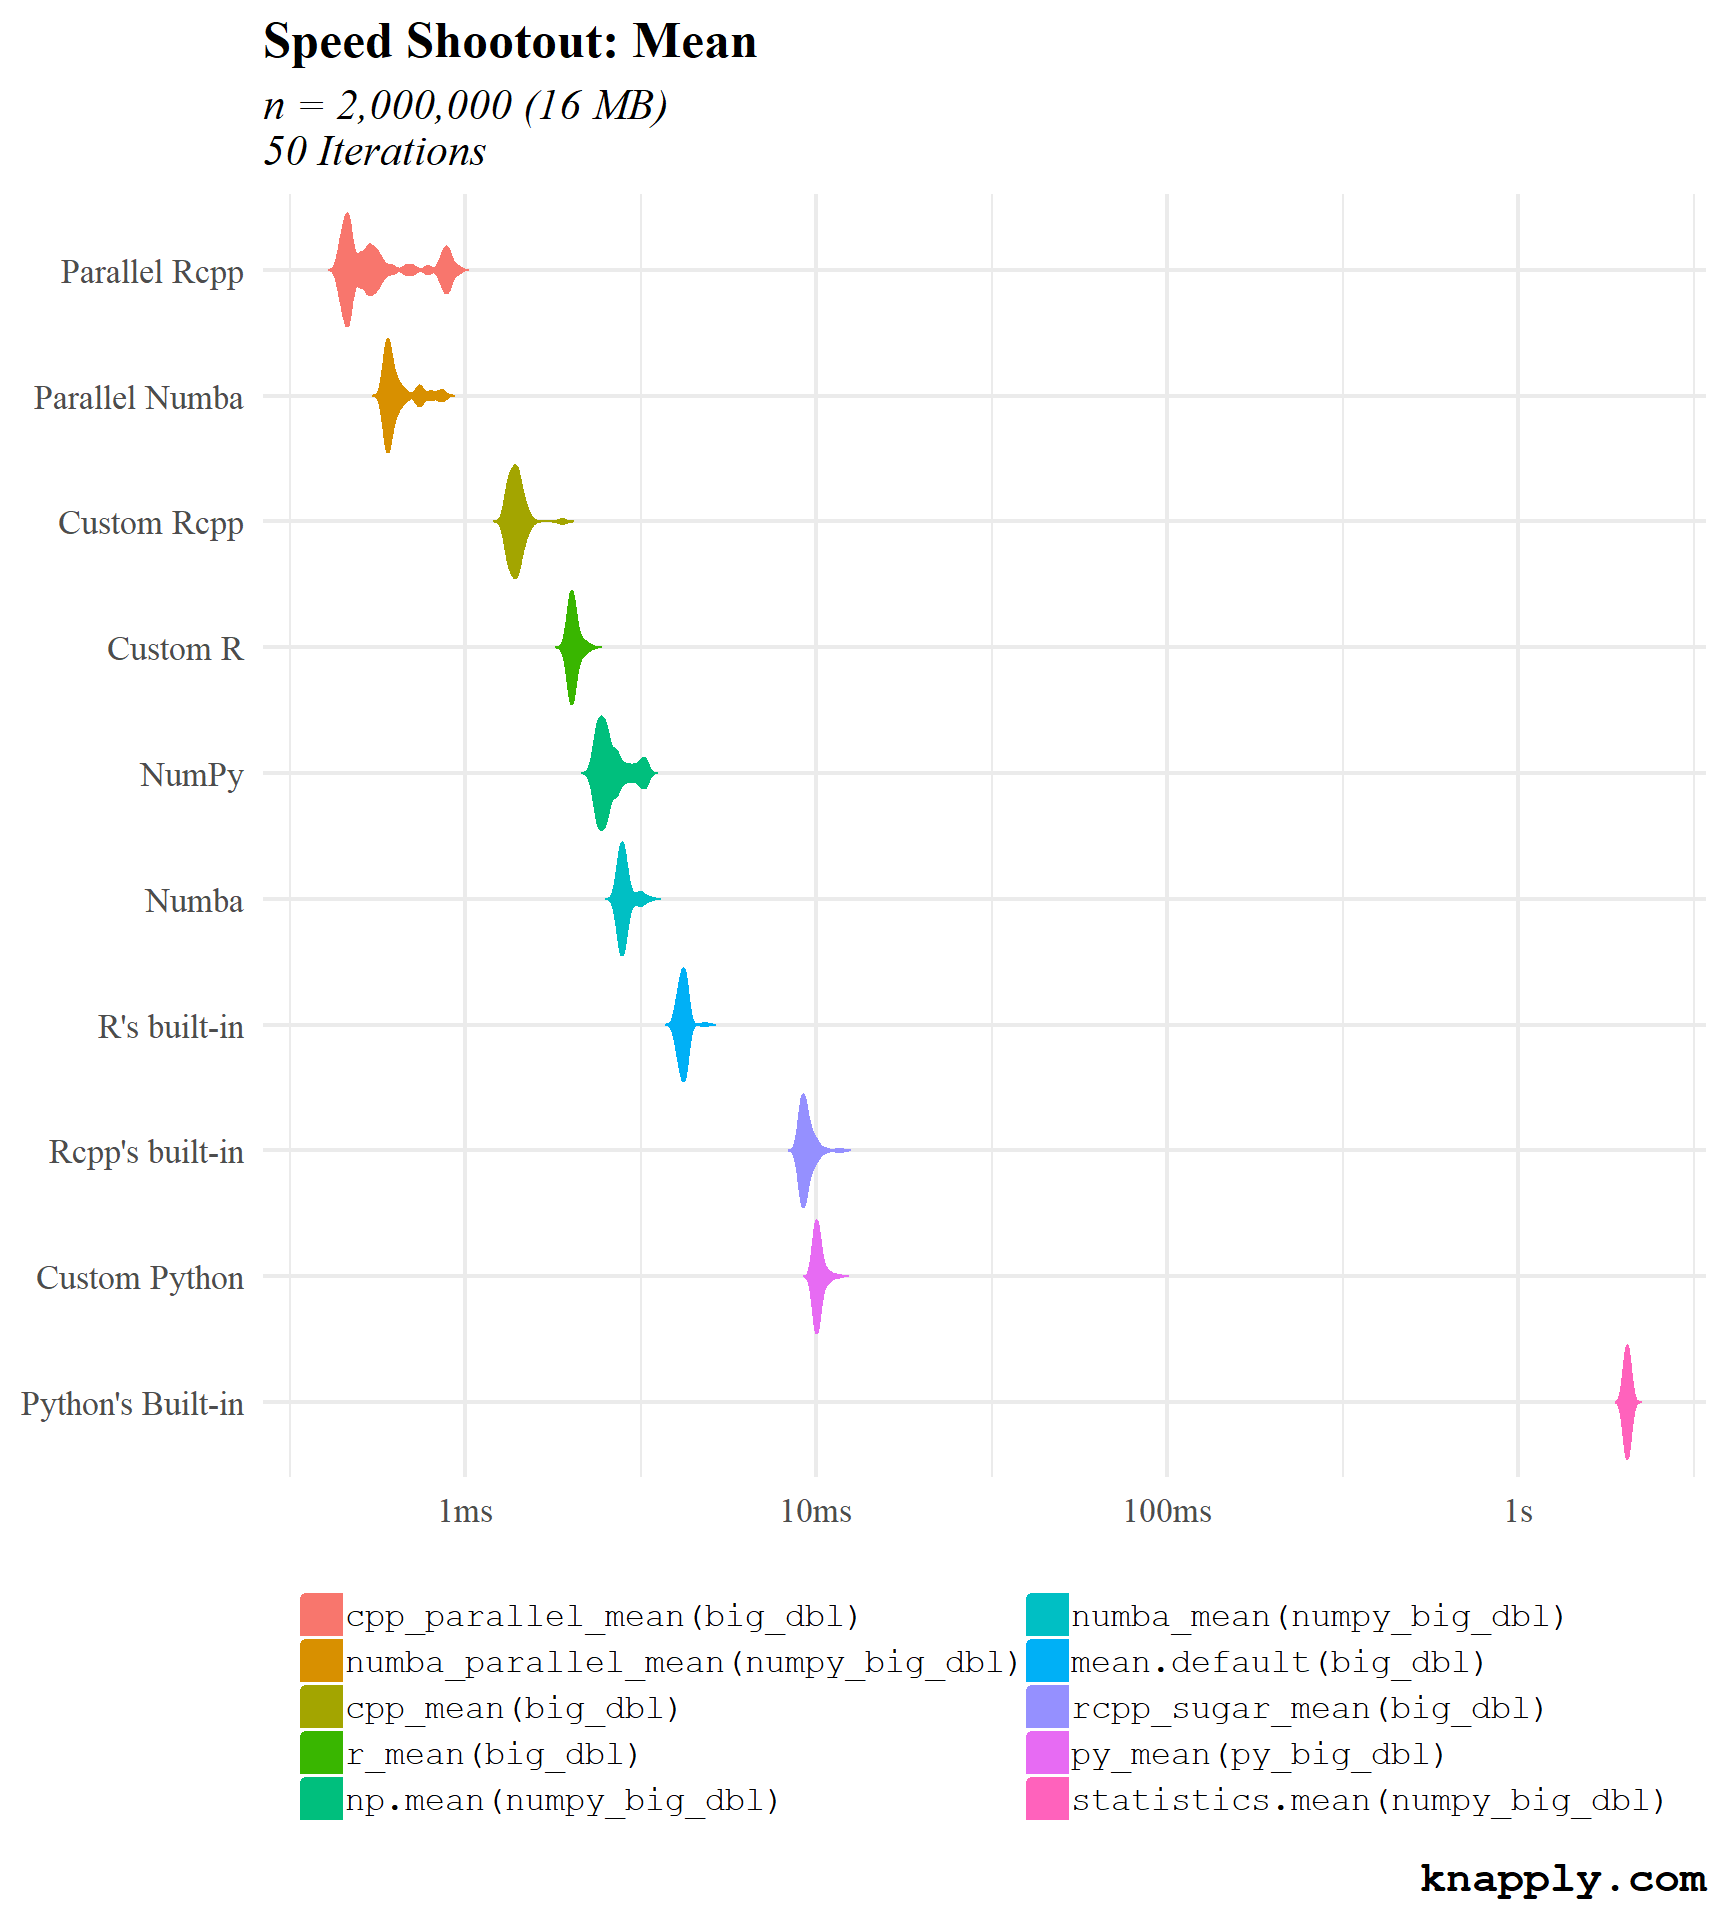 Speed Shootout: Mean
n = 2,000,000 (16 MB)
50 Iterations
Parallel Rcpp
Parallel Numba
Custom Rcpp
Custom R
NumPy
Numba
R's built-in
Rcpp's built-in
Custom Python
Python's Built-in
1ms 10ms 100ms 1s
cpp_parallel_mean(big_dbl)
numba_parallel_mean(numpy_big_dbl)
cpp_mean(big_dbl)
r_mean(big_dbl)
np.mean(numpy_big_dbl)
numba_mean(numpy_big_dbl)
mean.default(big_dbl)
rcpp_sugar_mean(big_dbl)
py_mean(py_big_dbl)
statistics.mean(numpy_big_dbl)
knapply.com